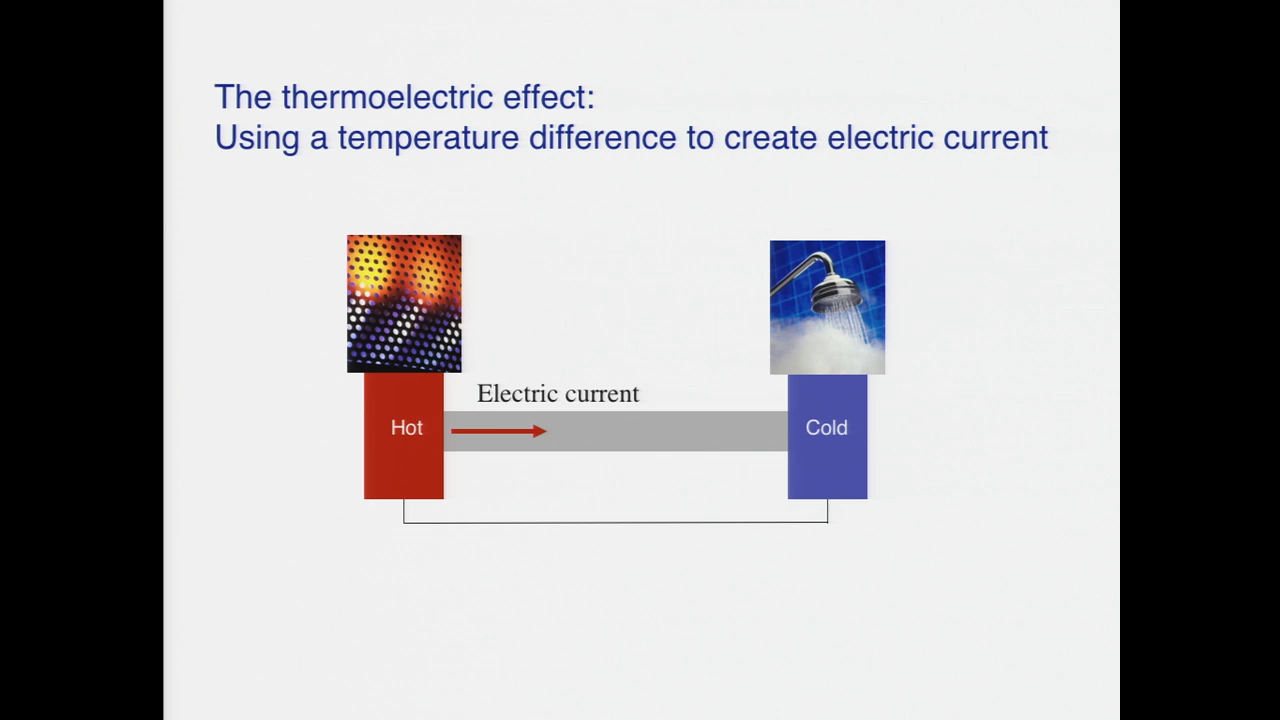 The thermoelectric effect:
Using a temperature difference to create electric current
Electric current
Hot
Cold